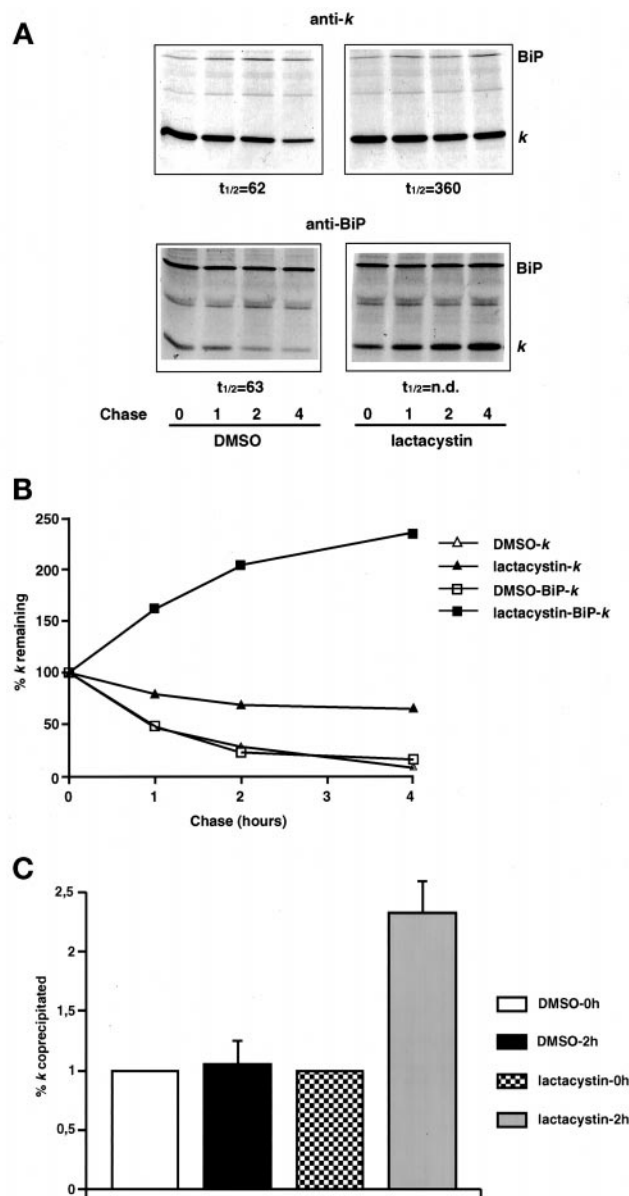 A
anti-k
BiP
k
t1/2=62
t1/2=360
anti-BiP
BiP
k
t1/2=63
t1/2=n.d.
Chase 0 1 2 4 0 1 2 4
DMSO lactacystin
B
250
200
150
100
50
0
% k remaining
0 1 2 3 4
Chase (hours)
DMSO-k
lactacystin-k
DMSO-BiP-k
lactacystin-BiP-k
C
2,5
2
1,5
1
0,5
0
% k coprecipitated
DMSO-0h
DMSO-2h
lactacystin-0h
lactacystin-2h